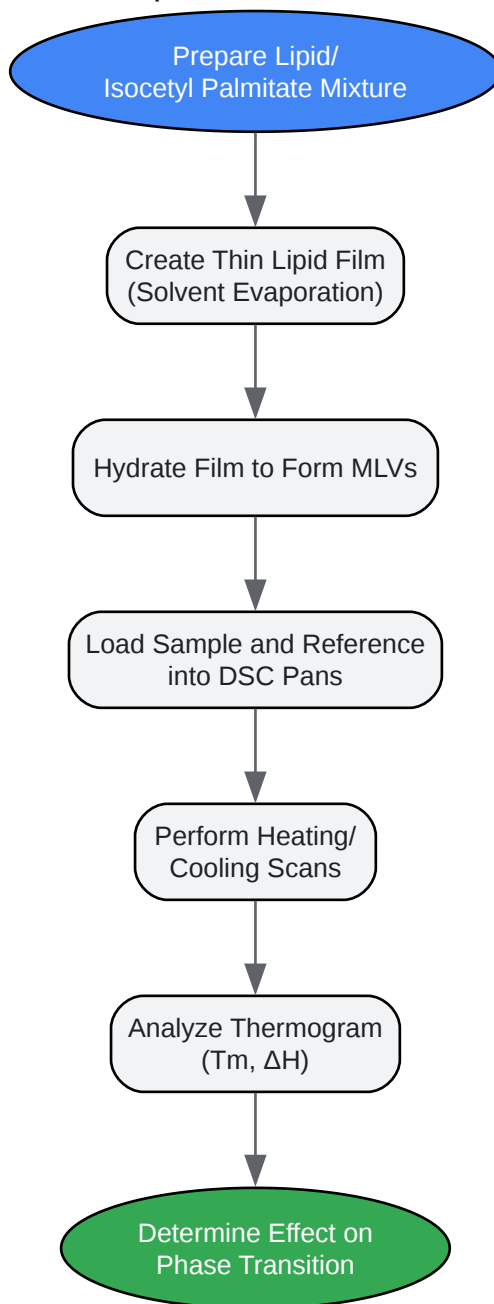 Prepare Lipid/
Isocetyl Palmitate Mixture
Create Thin Lipid Film
(Solvent Evaporation)
Hydrate Film to Form MLVs
Load Sample and Reference
into DSC Pans
Perform Heating/
Cooling Scans
Analyze Thermogram
(Tm, ΔH)
Determine Effect on
Phase Transition